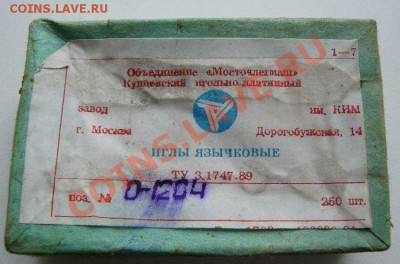 COINS.LAVE.RU
1—7
Объединение «Мосточлегмаш»
Кунцевский игольно-платинный
завод им. КИМ
г. Москва Дорогобужская, 14
ИГЛЫ ЯЗЫЧКОВЫЕ
ТУ 3.1747.89
поз. № 0-1204 250 шт.
COINS.LAVE.RU